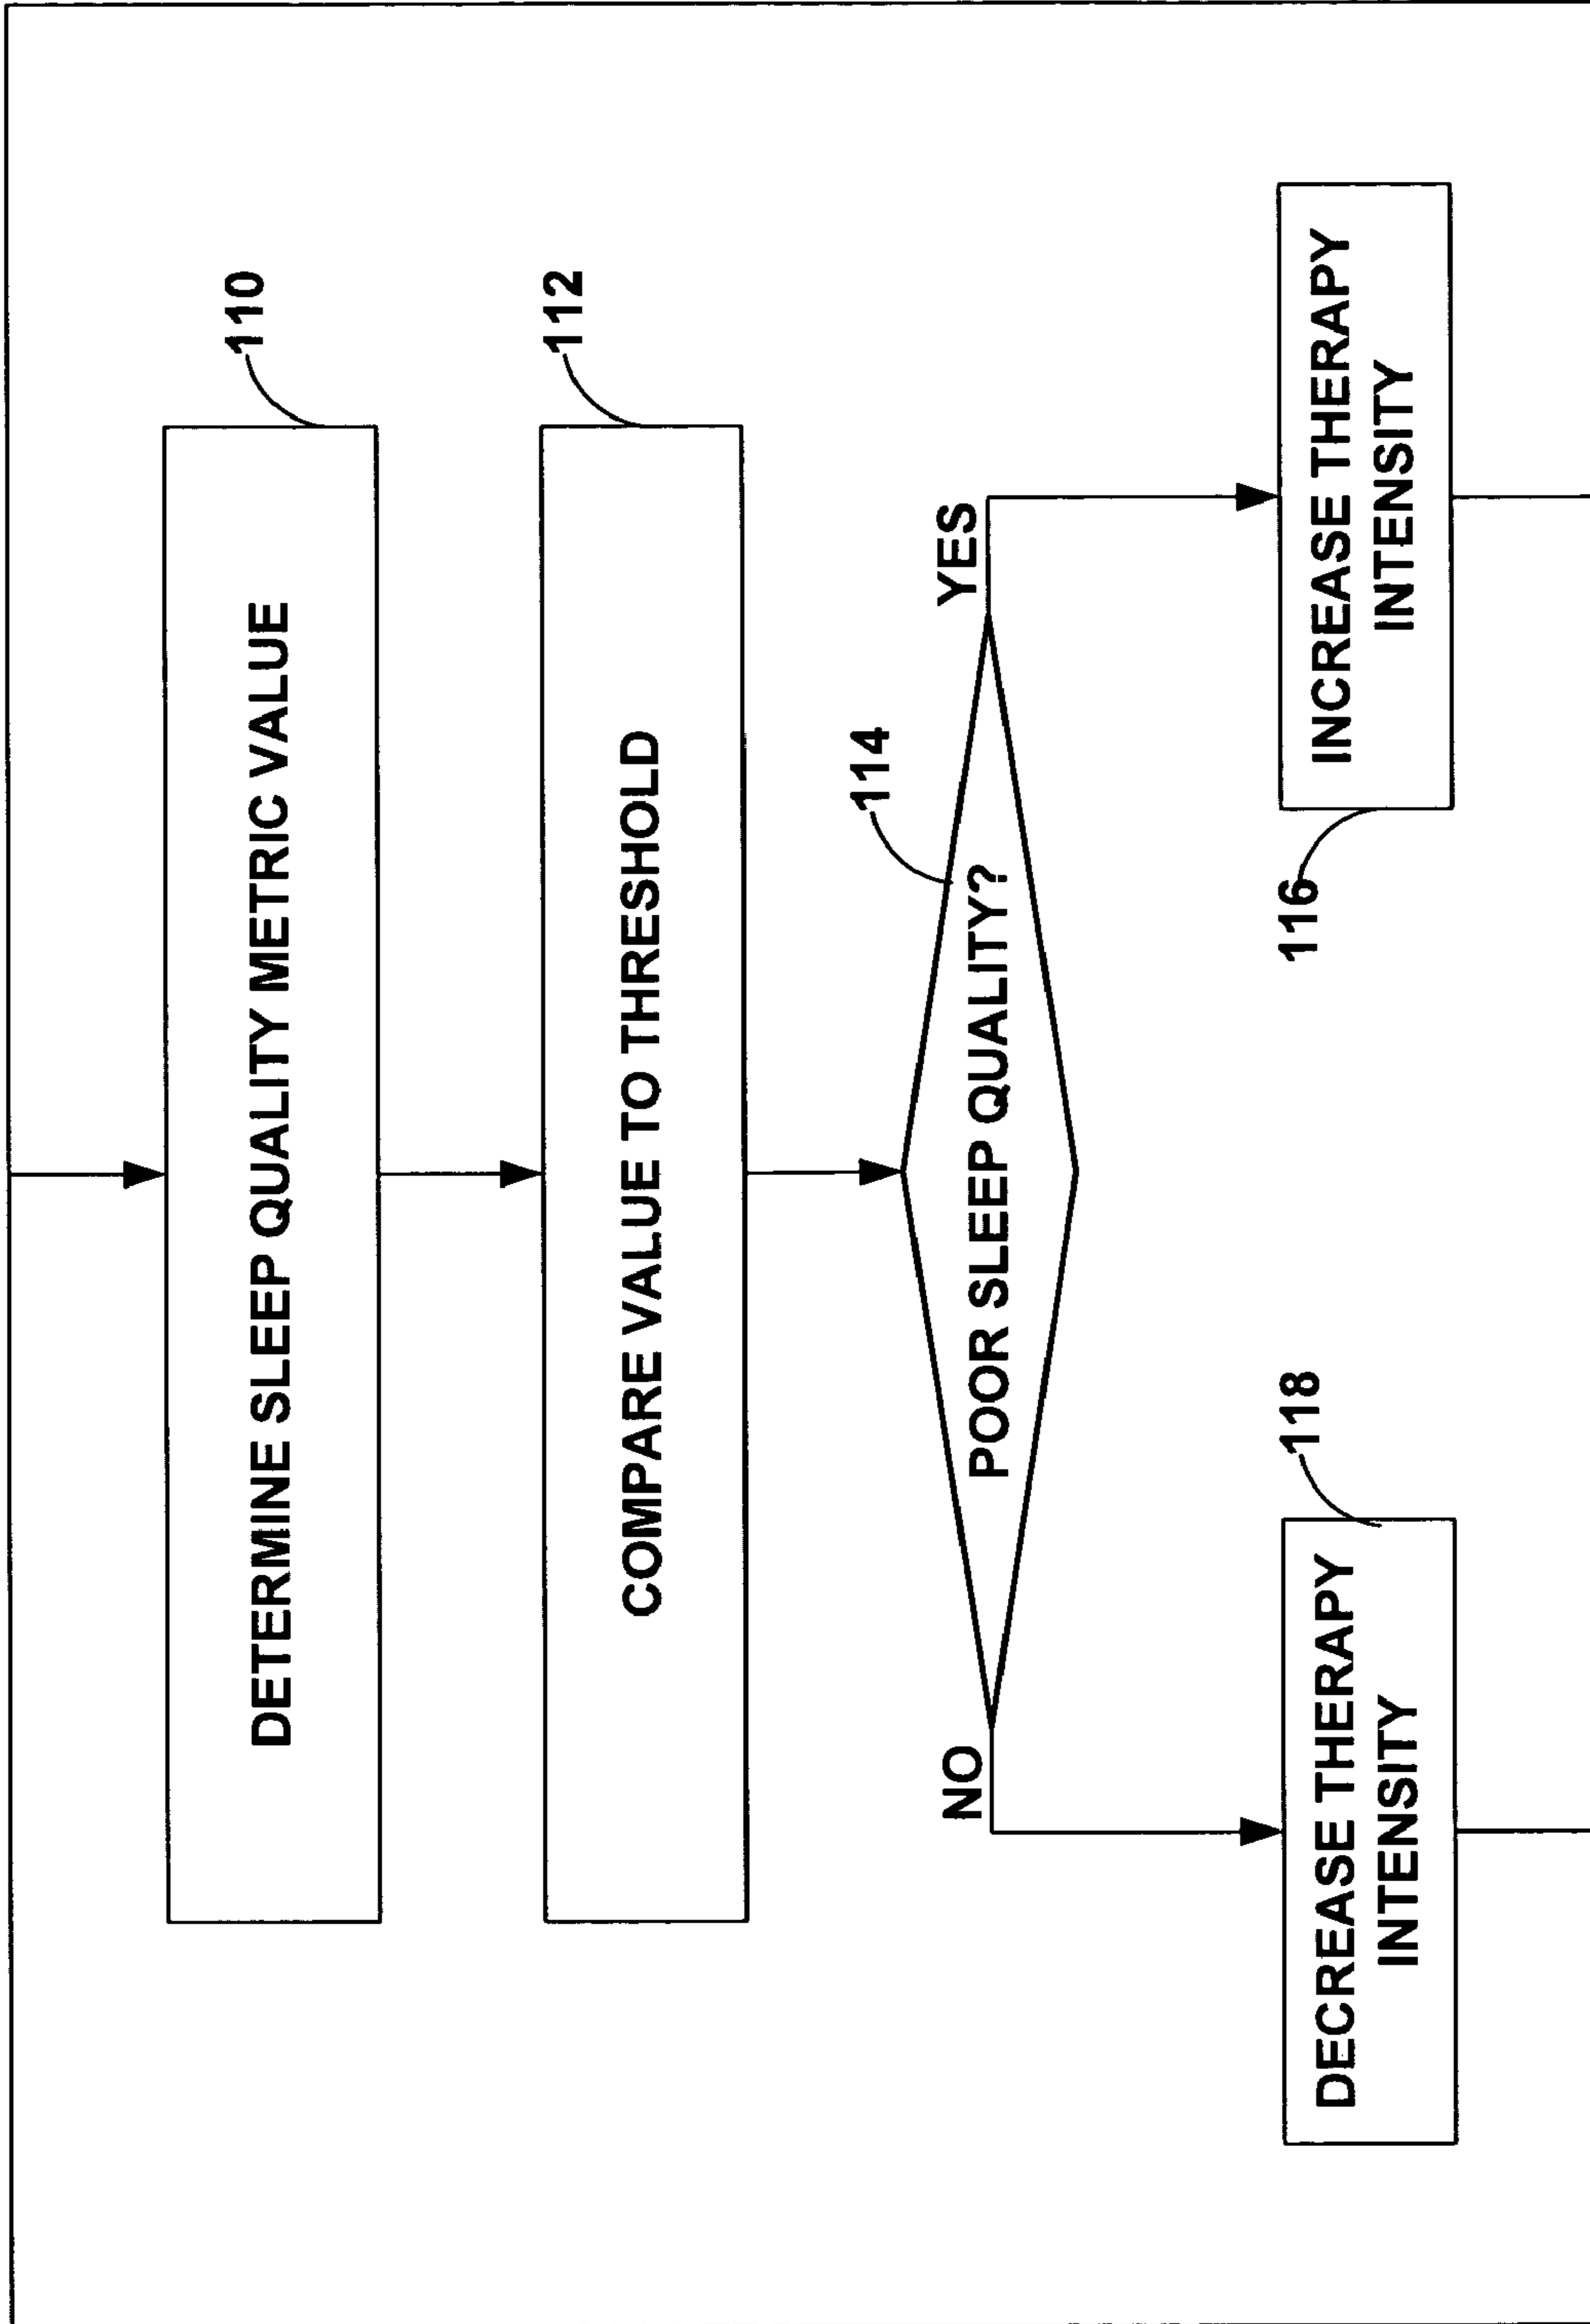 110
DETERMINE SLEEP QUALITY METRIC VALUE
112
COMPARE VALUE TO THRESHOLD
114
NO
YES
POOR SLEEP QUALITY?
118
116
DECREASE THERAPY
INTENSITY
INCREASE THERAPY
INTENSITY